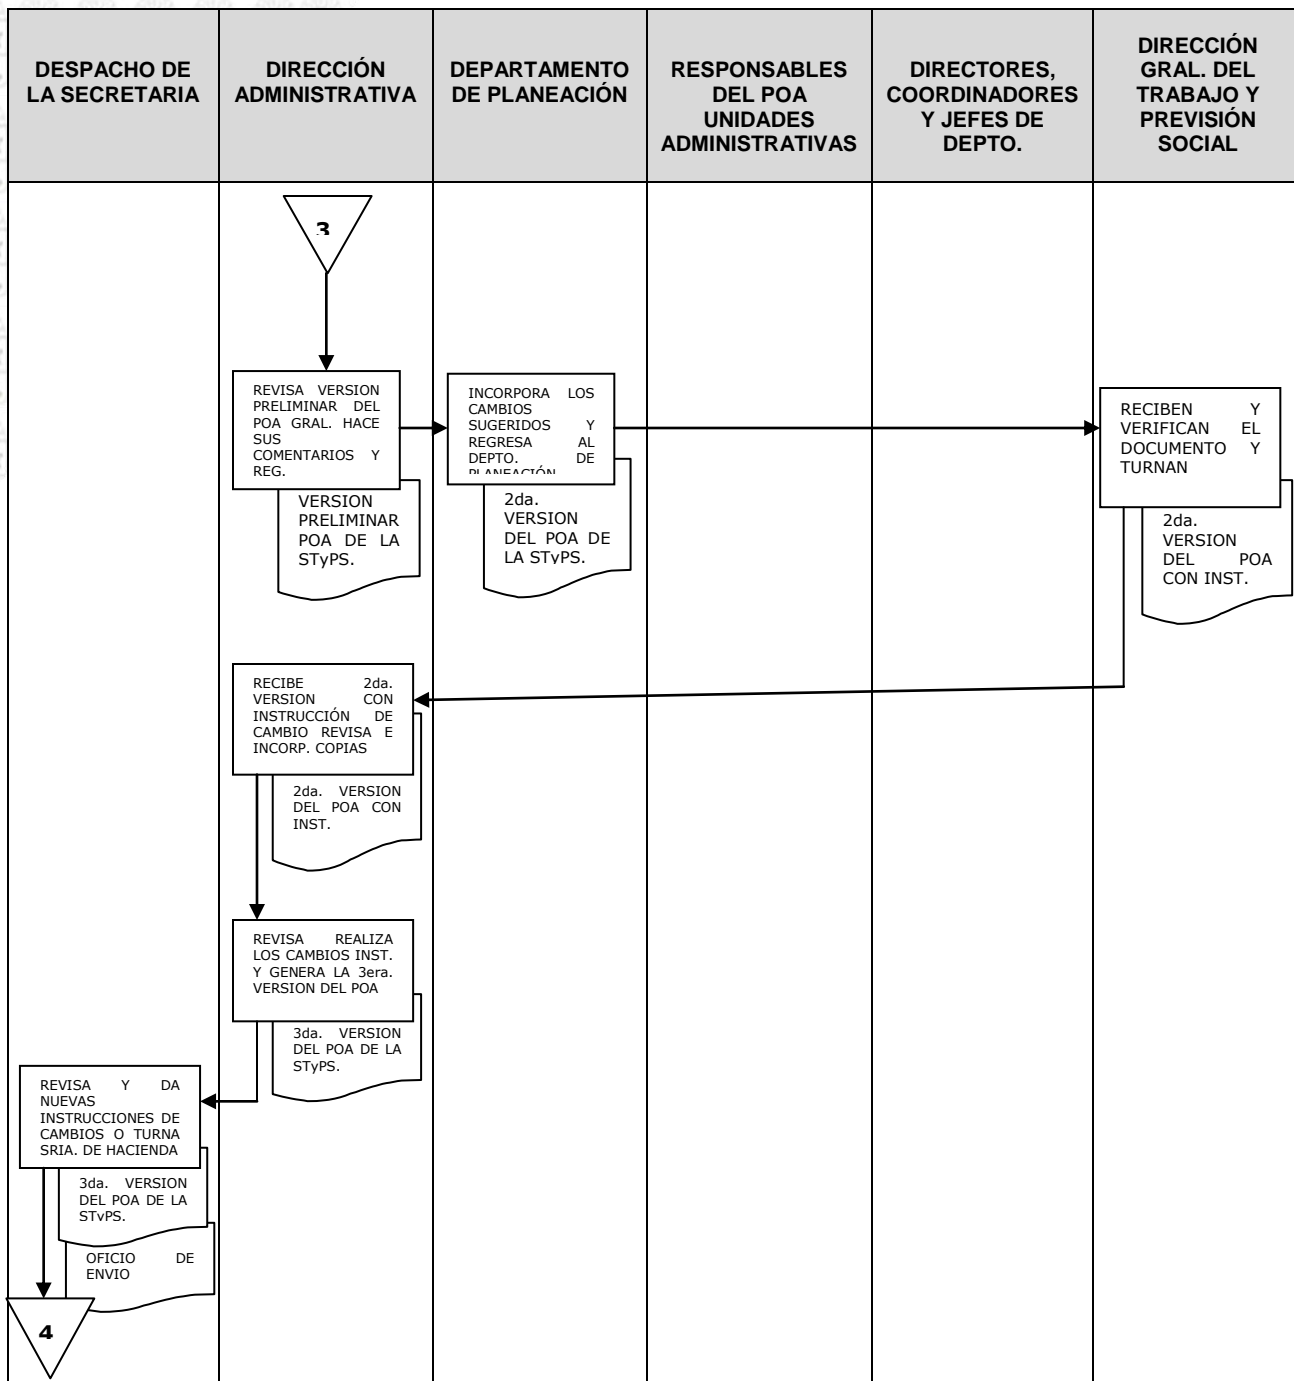 DESPACHO DE
LA SECRETARIA
DIRECCIÓN
ADMINISTRATIVA
DEPARTAMENTO
DE PLANEACIÓN
RESPONSABLES
DEL POA
UNIDADES
ADMINISTRATIVAS
DIRECTORES,
COORDINADORES
Y JEFES DE
DEPTO.
DIRECCIÓN
GRAL. DEL
TRABAJO Y
PREVISIÓN
SOCIAL
3
REVISA VERSION
PRELIMINAR DEL
POA GRAL. HACE
SUS
COMENTARIOS Y
REG.
VERSION
PRELIMINAR
POA DE LA
STyPS.
INCORPORA LOS
CAMBIOS
SUGERIDOS Y
REGRESA AL
DEPTO. DE
PLANEACIÓN
2da.
VERSION
DEL POA DE
LA STyPS.
RECIBEN Y
VERIFICAN EL
DOCUMENTO Y
TURNAN
2da.
VERSION
DEL POA
CON INST.
RECIBE 2da.
VERSION CON
INSTRUCCIÓN DE
CAMBIO REVISA E
INCORP. COPIAS
2da. VERSION
DEL POA CON
INST.
REVISA REALIZA
LOS CAMBIOS INST.
Y GENERA LA 3era.
VERSION DEL POA
3da. VERSION
DEL POA DE LA
STyPS.
REVISA Y DA
NUEVAS
INSTRUCCIONES DE
CAMBIOS O TURNA
SRIA. DE HACIENDA
3da. VERSION
DEL POA DE LA
STyPS.
OFICIO DE
ENVIO
4